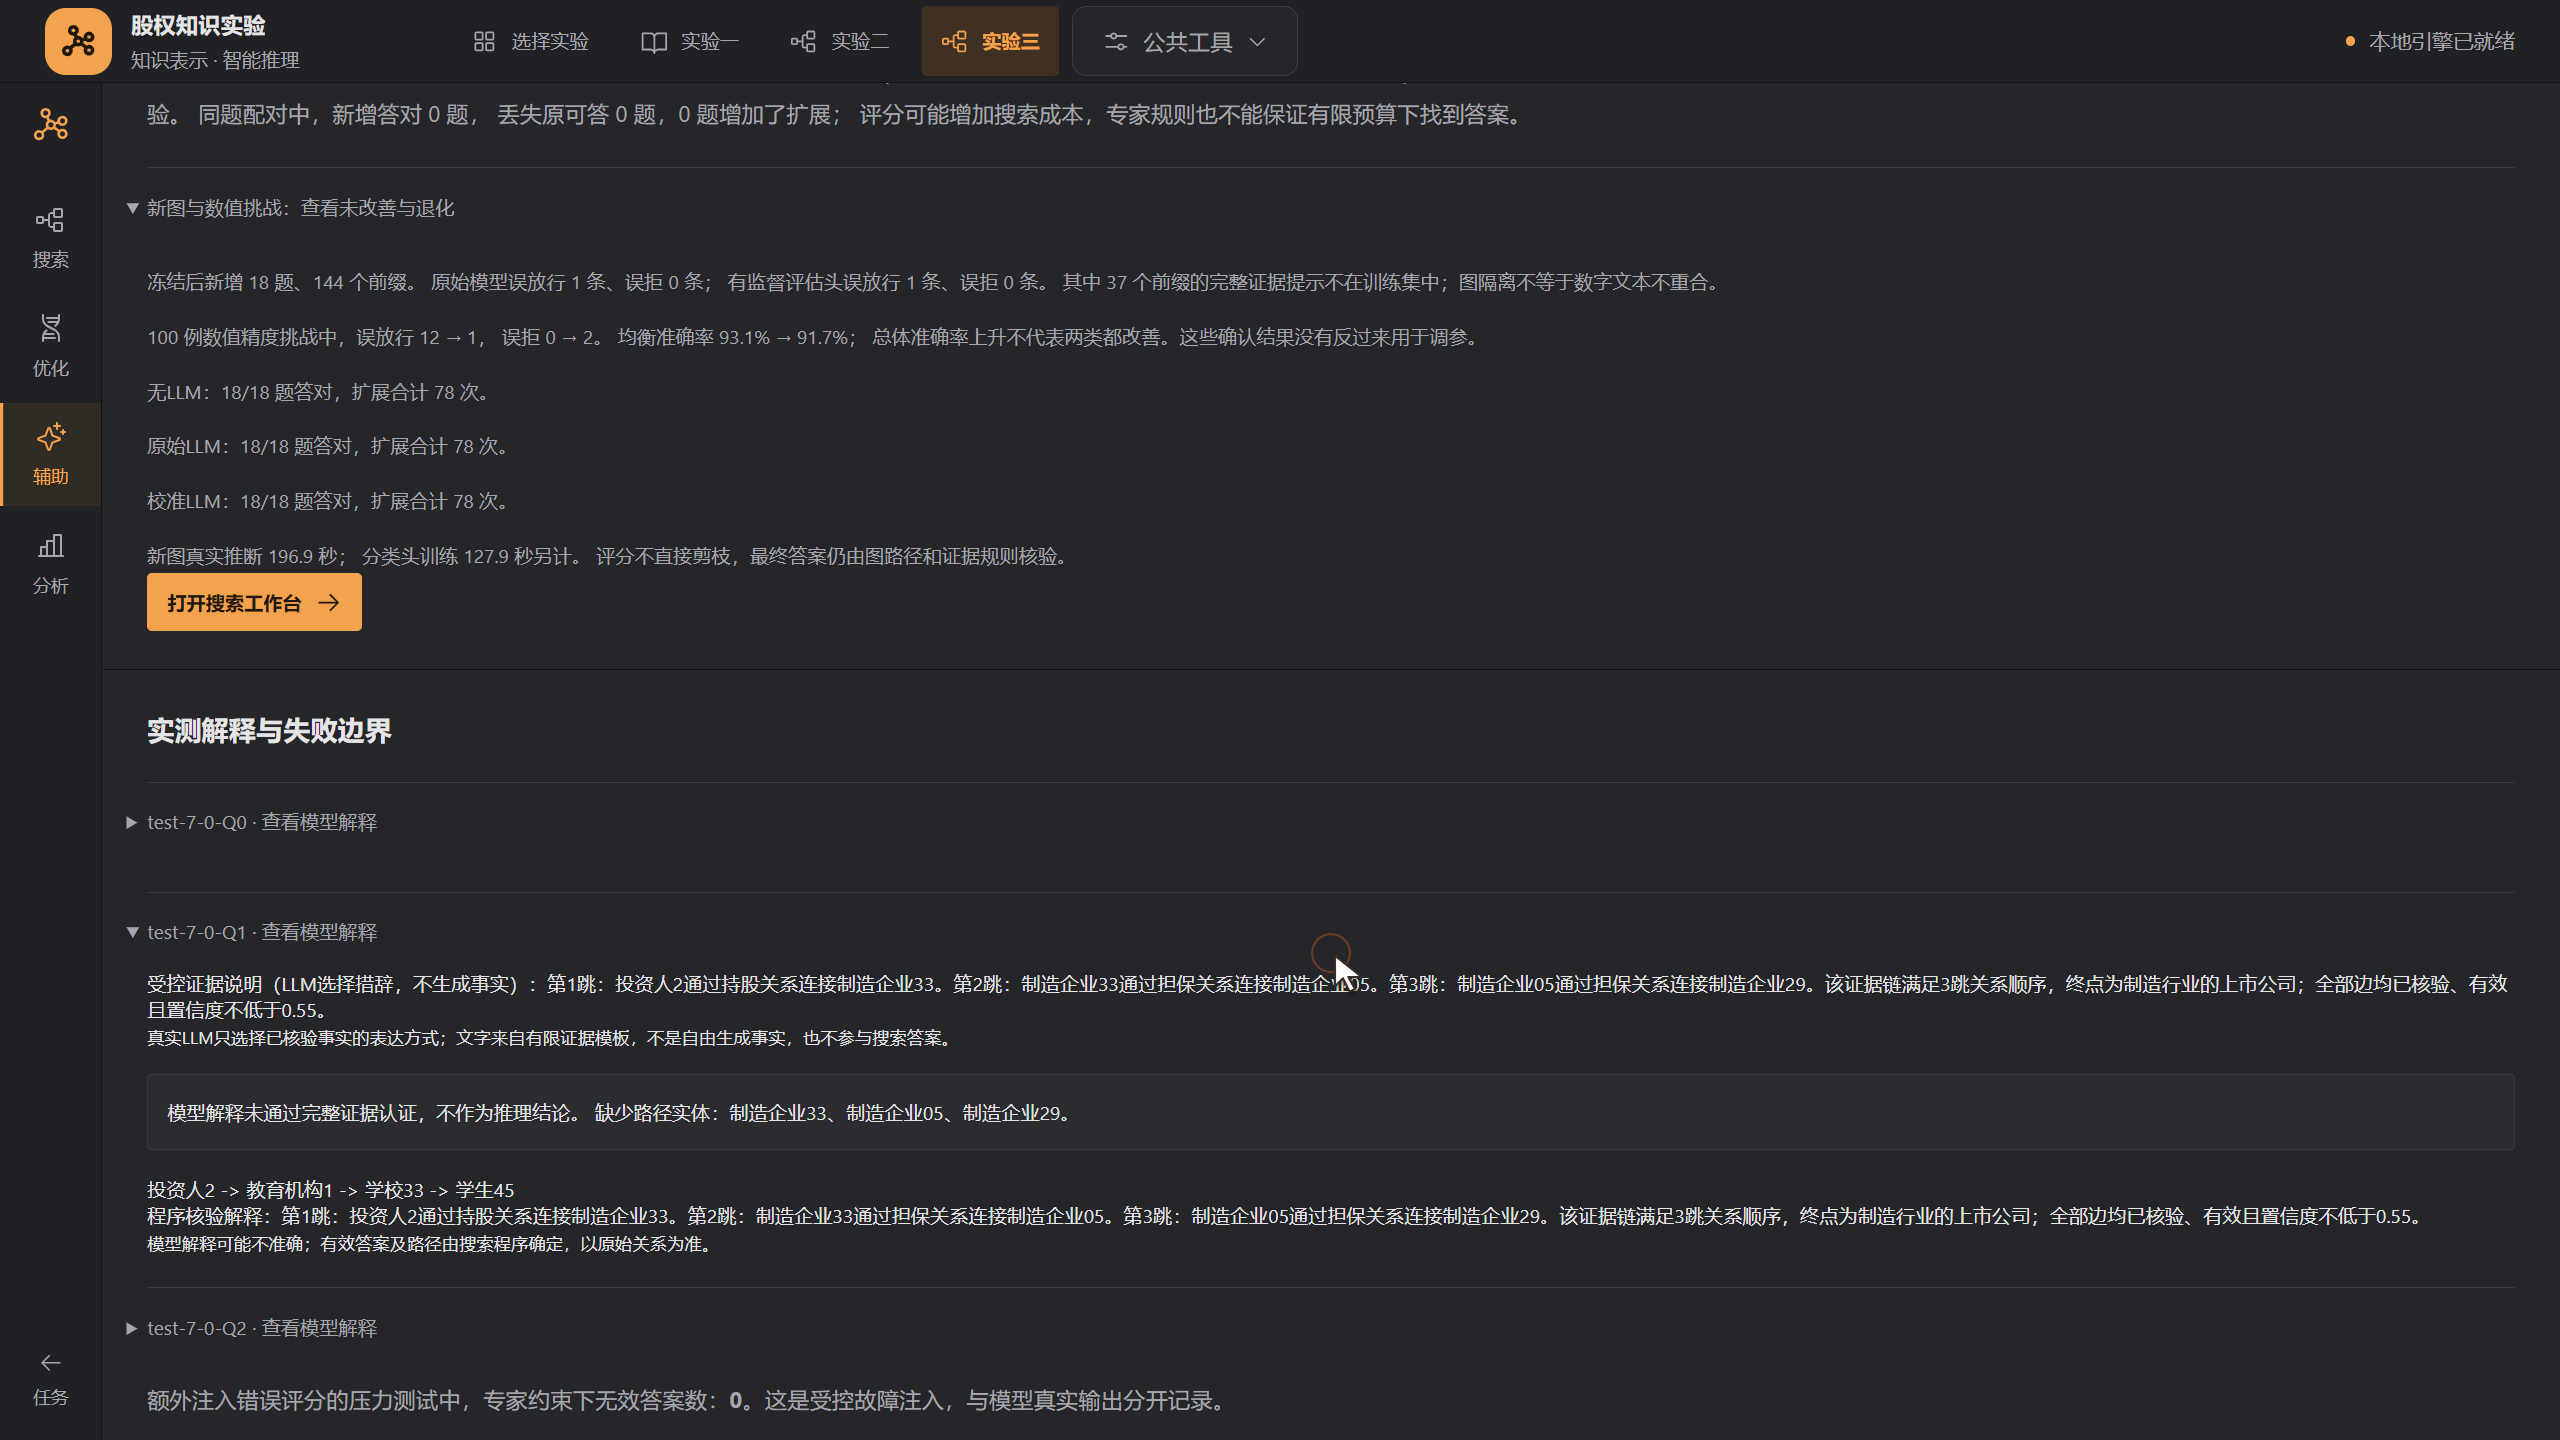 股权知识实验
知识表示 · 智能推理
选择实验
实验一
实验二
实验三
公共工具
本地引擎已就绪
搜索
优化
辅助
分析
任务
验。 同题配对中，新增答对 0 题， 丢失原可答 0 题，0 题增加了扩展； 评分可能增加搜索成本，专家规则也不能保证有限预算下找到答案。
▼ 新图与数值挑战：查看未改善与退化
冻结后新增 18 题、144 个前缀。 原始模型误放行 1 条、误拒 0 条； 有监督评估头误放行 1 条、误拒 0 条。 其中 37 个前缀的完整证据提示不在训练集中；图隔离不等于数字文本不重合。
100 例数值精度挑战中，误放行 12 → 1， 误拒 0 → 2。 均衡准确率 93.1% → 91.7%； 总体准确率上升不代表两类都改善。这些确认结果没有反过来用于调参。
无LLM：18/18 题答对，扩展合计 78 次。
原始LLM：18/18 题答对，扩展合计 78 次。
校准LLM：18/18 题答对，扩展合计 78 次。
新图真实推断 196.9 秒； 分类头训练 127.9 秒另计。 评分不直接剪枝，最终答案仍由图路径和证据规则核验。
打开搜索工作台 →
实测解释与失败边界
▶ test-7-0-Q0 · 查看模型解释
▼ test-7-0-Q1 · 查看模型解释
受控证据说明（LLM选择措辞，不生成事实）：第1跳：投资人2通过持股关系连接制造企业33。第2跳：制造企业33通过担保关系连接制造企业05。第3跳：制造企业05通过担保关系连接制造企业29。该证据链满足3跳关系顺序，终点为制造行业的上市公司；全部边均已核验、有效
且置信度不低于0.55。
真实LLM只选择已核验事实的表达方式；文字来自有限证据模板，不是自由生成事实，也不参与搜索答案。
模型解释未通过完整证据认证，不作为推理结论。 缺少路径实体：制造企业33、制造企业05、制造企业29。
投资人2 -> 教育机构1 -> 学校33 -> 学生45
程序核验解释：第1跳：投资人2通过持股关系连接制造企业33。第2跳：制造企业33通过担保关系连接制造企业05。第3跳：制造企业05通过担保关系连接制造企业29。该证据链满足3跳关系顺序，终点为制造行业的上市公司；全部边均已核验、有效且置信度不低于0.55。
模型解释可能不准确；有效答案及路径由搜索程序确定，以原始关系为准。
▶ test-7-0-Q2 · 查看模型解释
额外注入错误评分的压力测试中，专家约束下无效答案数：0。这是受控故障注入，与模型真实输出分开记录。